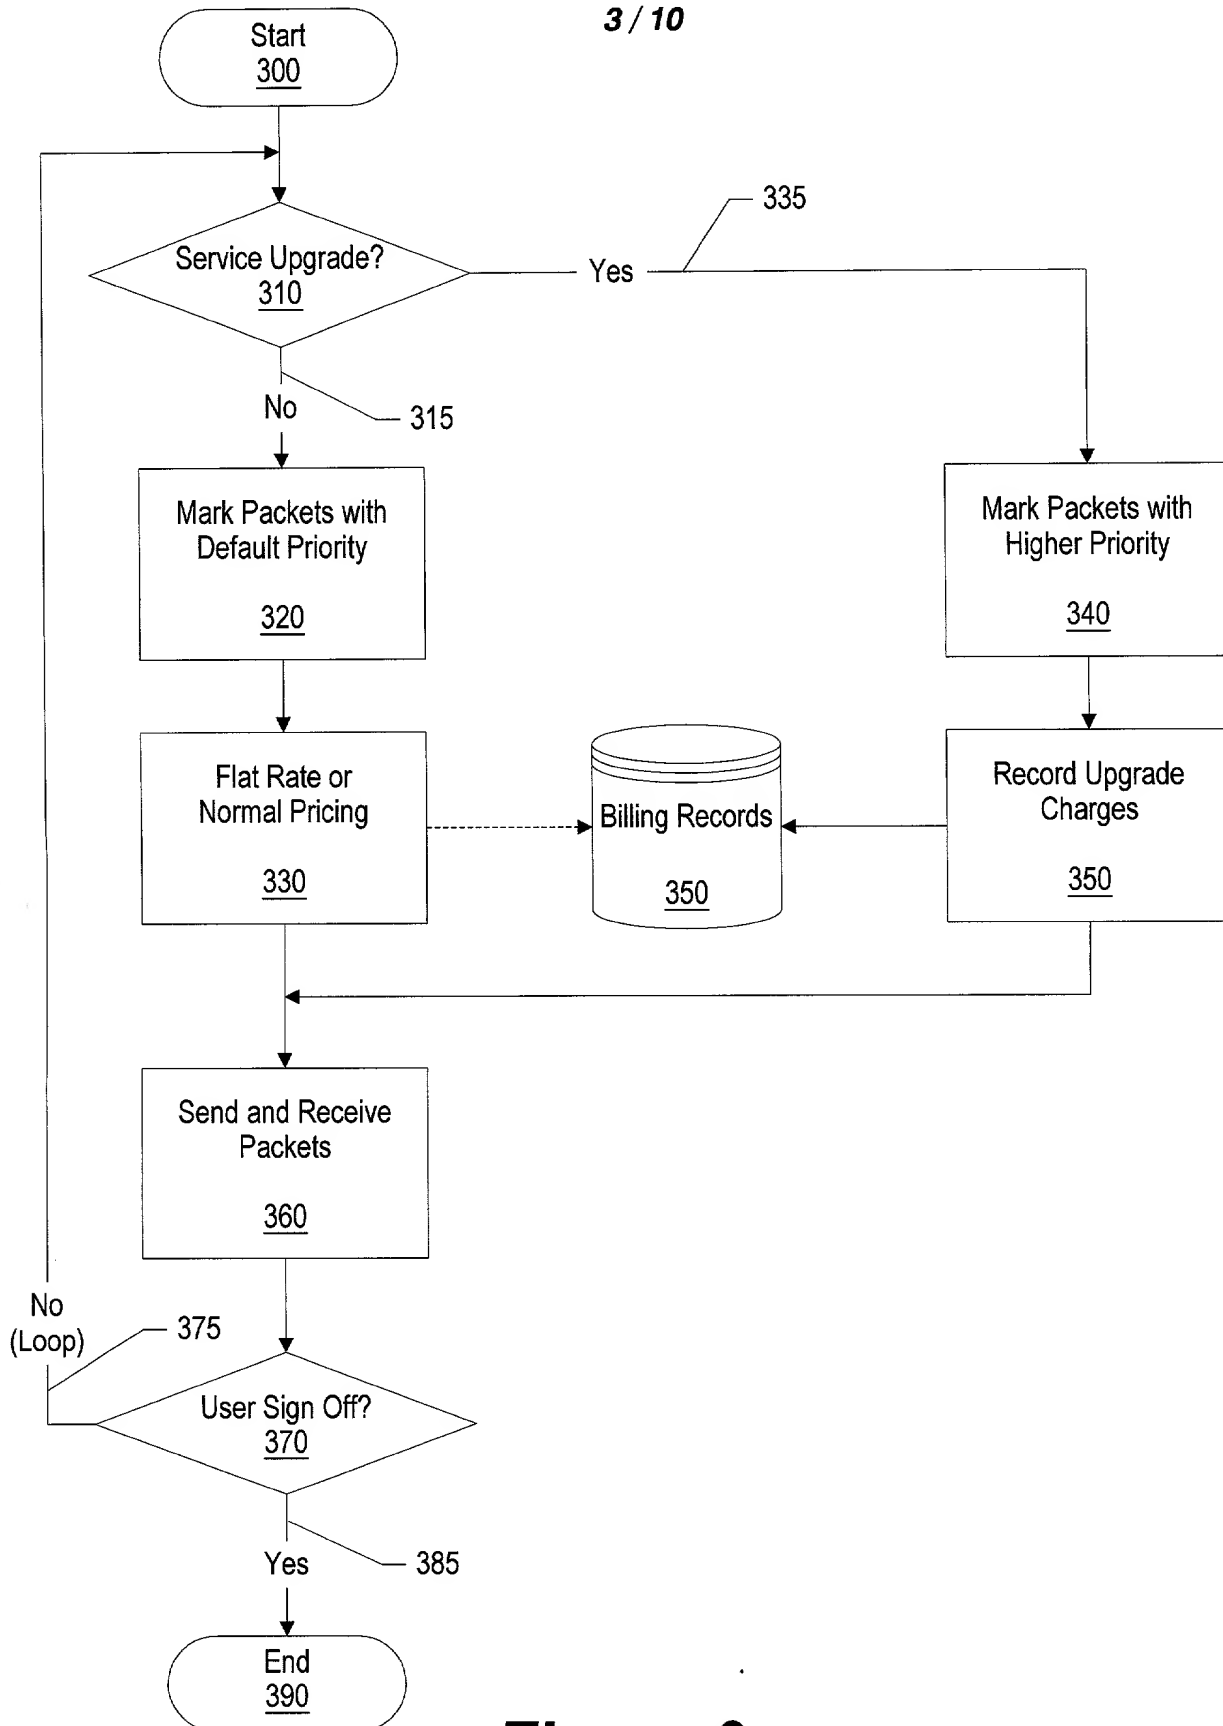 3 / 10
Start
300
335
Service Upgrade?
310
Yes
No
315
Mark Packets with
Default Priority
320
Mark Packets with
Higher Priority
340
Flat Rate or
Normal Pricing
330
Billing Records
350
Record Upgrade
Charges
350
Send and Receive
Packets
360
No
(Loop)
375
User Sign Off?
370
Yes
385
End
390